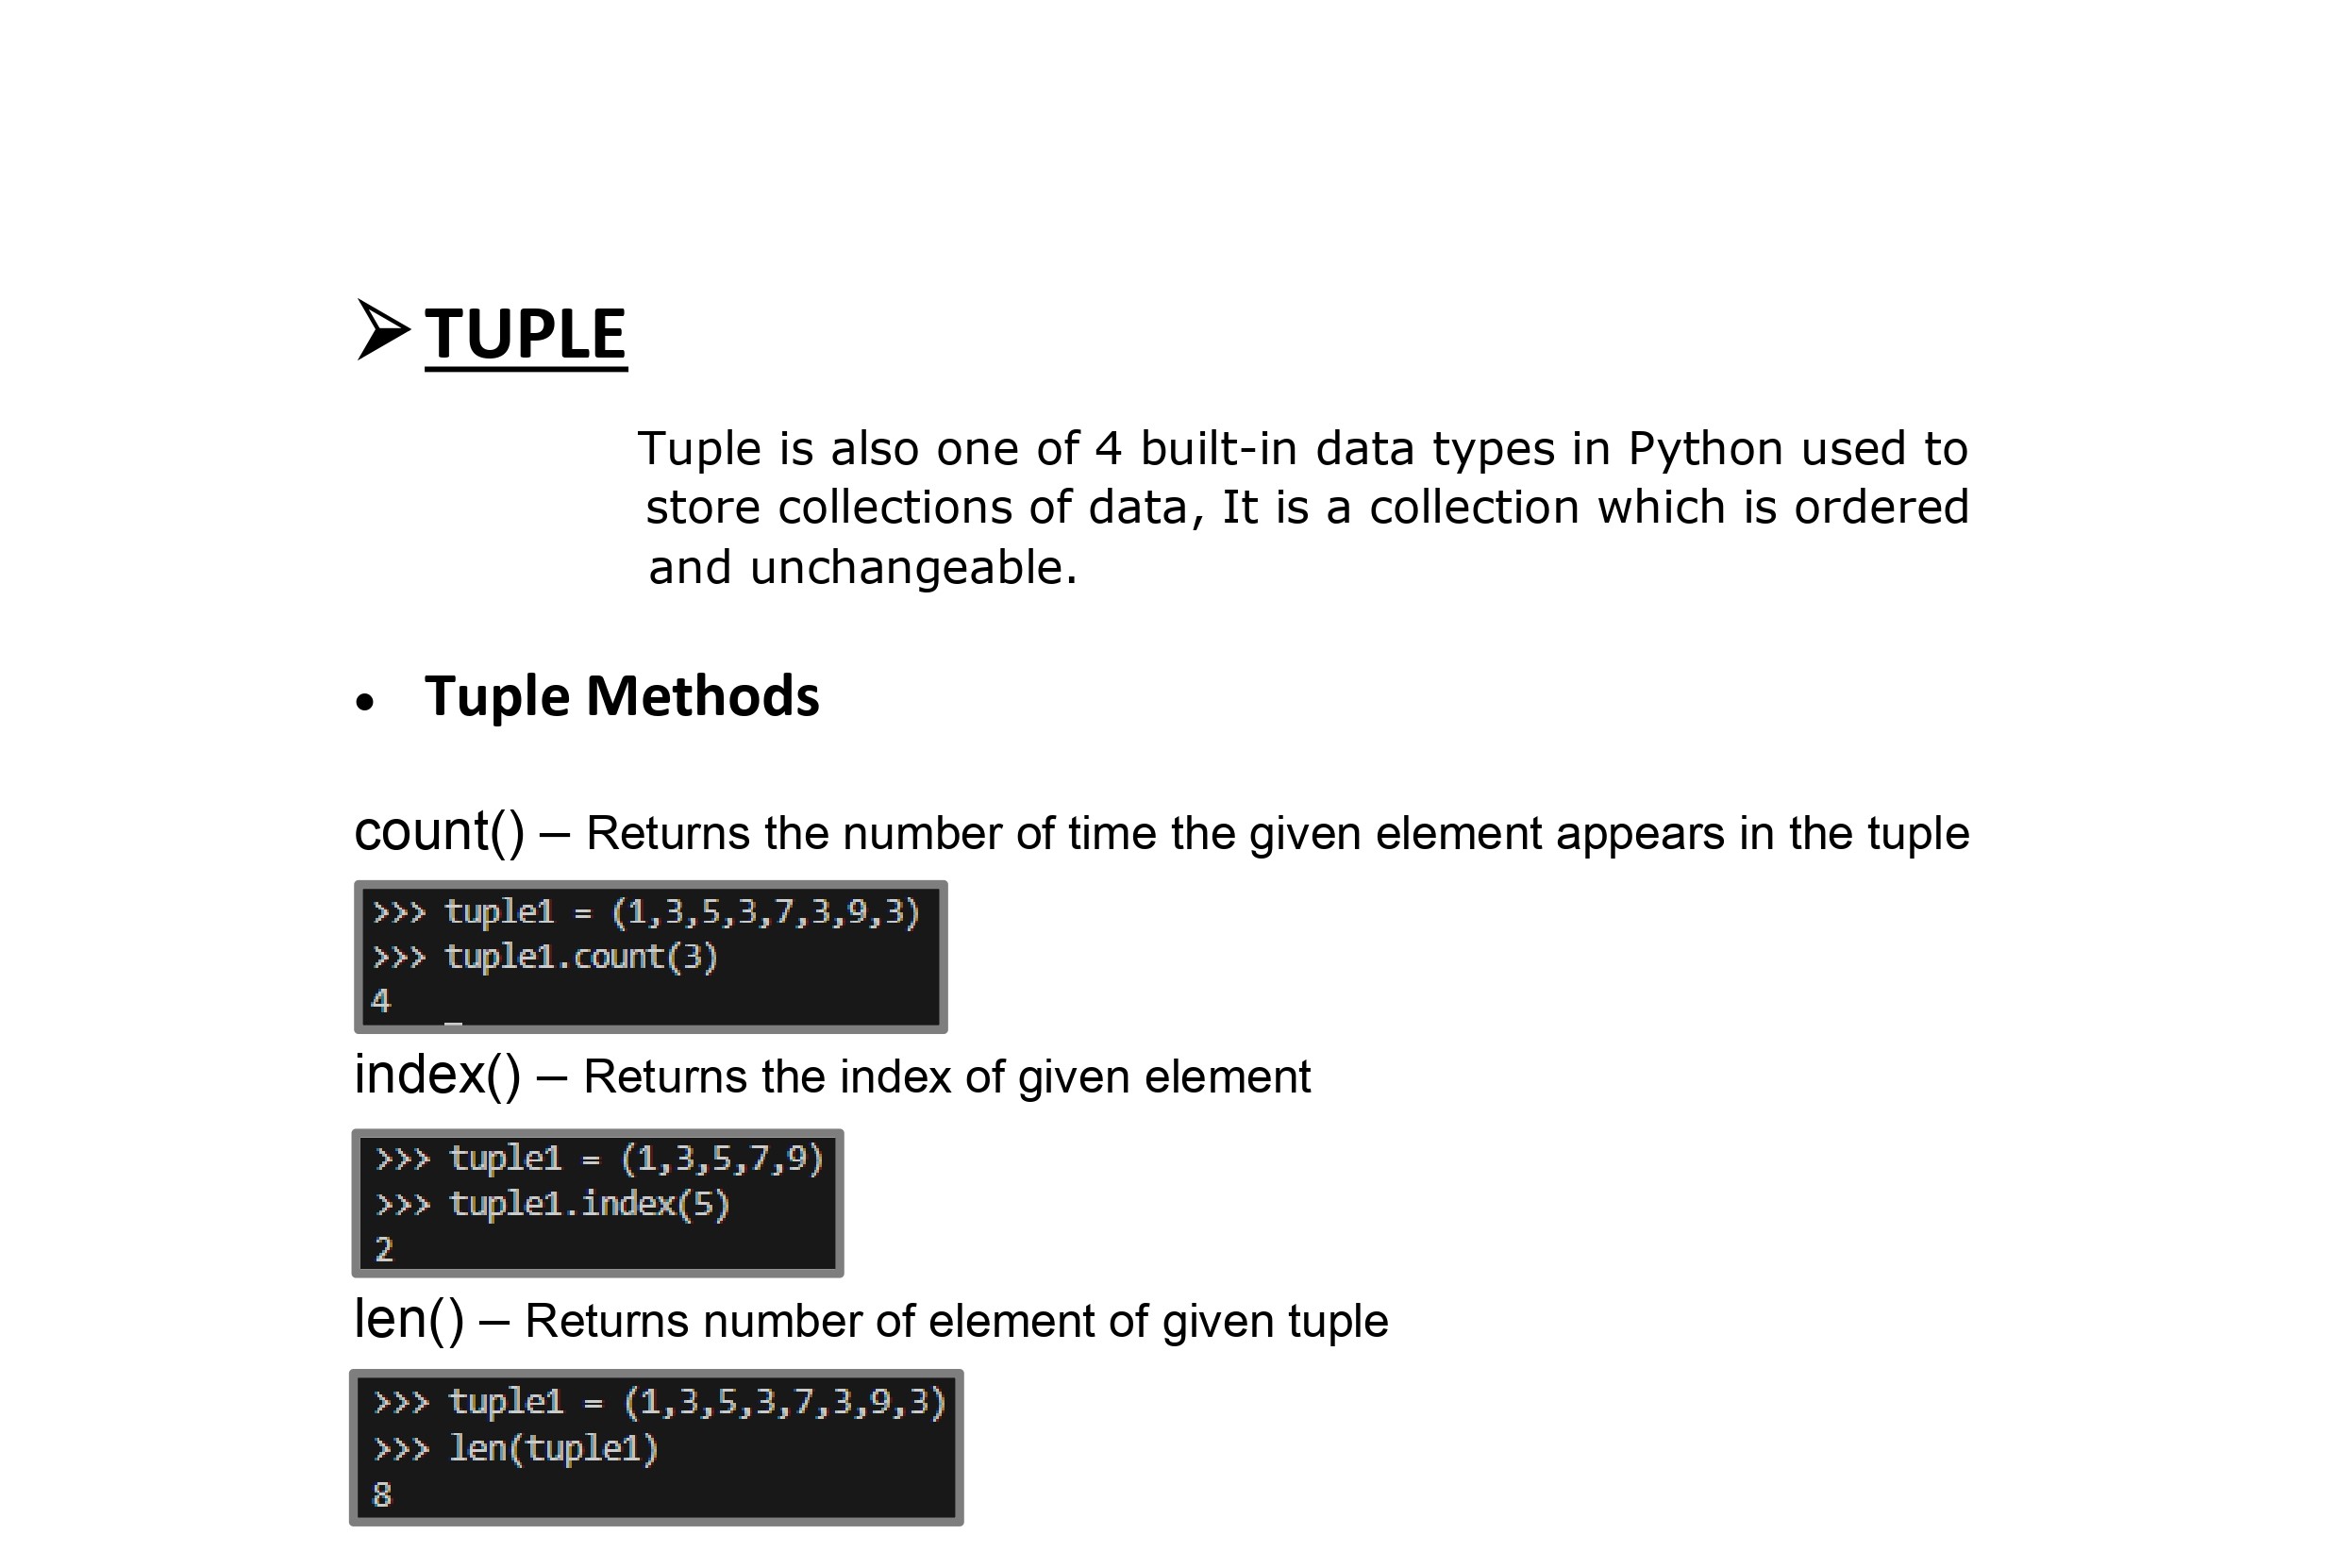 ➢ TUPLE
Tuple is also one of 4 built-in data types in Python used to
store collections of data, It is a collection which is ordered
and unchangeable.
• Tuple Methods
count() – Returns the number of time the given element appears in the tuple
>>> tuple1 = (1,3,5,3,7,3,9,3)
>>> tuple1.count(3)
4
index() – Returns the index of given element
>>> tuple1 = (1,3,5,7,9)
>>> tuple1.index(5)
2
len() – Returns number of element of given tuple
>>> tuple1 = (1,3,5,3,7,3,9,3)
>>> len(tuple1)
8